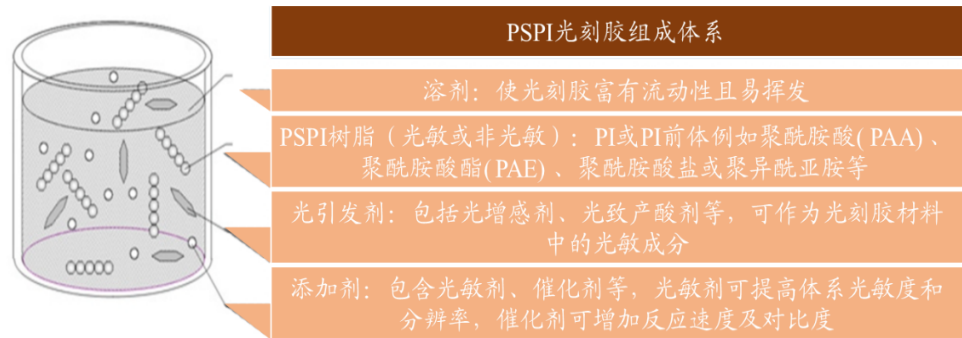 PSPI光刻胶组成体系
溶剂：使光刻胶富有流动性且易挥发
PSPI树脂（光敏或非光敏）：PI或PI前体例如聚酰胺酸( PAA) 、
聚酰胺酸酯( PAE) 、聚酰胺酸盐或聚异酰亚胺等
光引发剂：包括光增感剂、光致产酸剂等，可作为光刻胶材料
中的光敏成分
添加剂：包含光敏剂、催化剂等，光敏剂可提高体系光敏度和
分辨率，催化剂可增加反应速度及对比度